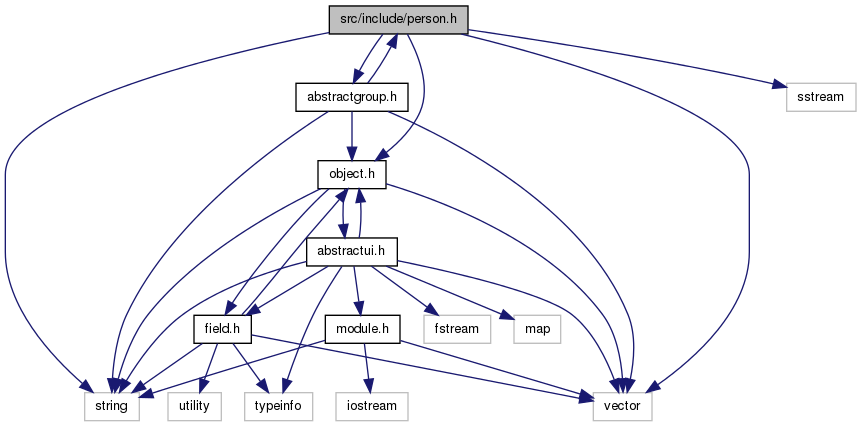 src/include/person.h
abstractgroup.h
sstream
object.h
abstractui.h
field.h
module.h
fstream
map
string
utility
typeinfo
iostream
vector